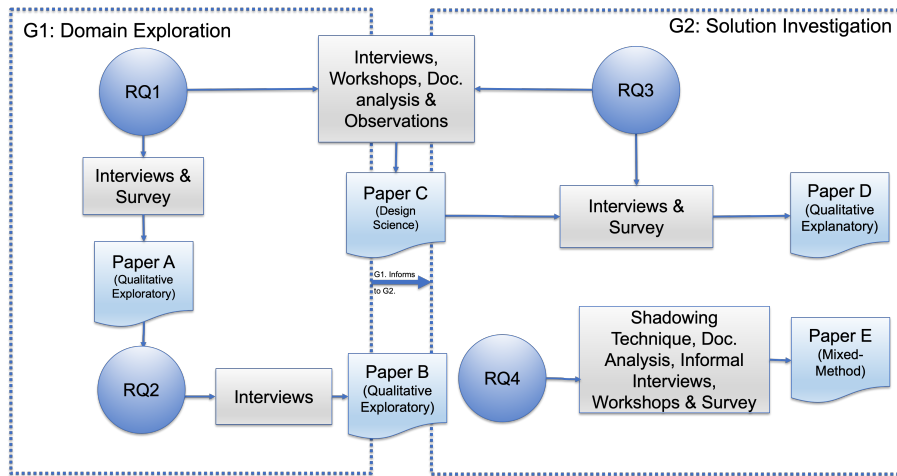 G1: Domain Exploration
G2: Solution Investigation
RQ1
Interviews,
Workshops, Doc.
analysis &
Observations
RQ3
Interviews &
Survey
Paper C
(Design
Science)
Interviews &
Survey
Paper D
(Qualitative
Explanatory)
Paper A
(Qualitative
Exploratory)
G1. Informs
to G2.
RQ2
Interviews
Paper B
(Qualitative
Exploratory)
RQ4
Shadowing
Technique, Doc.
Analysis, Informal
Interviews,
Workshops & Survey
Paper E
(Mixed-
Method)